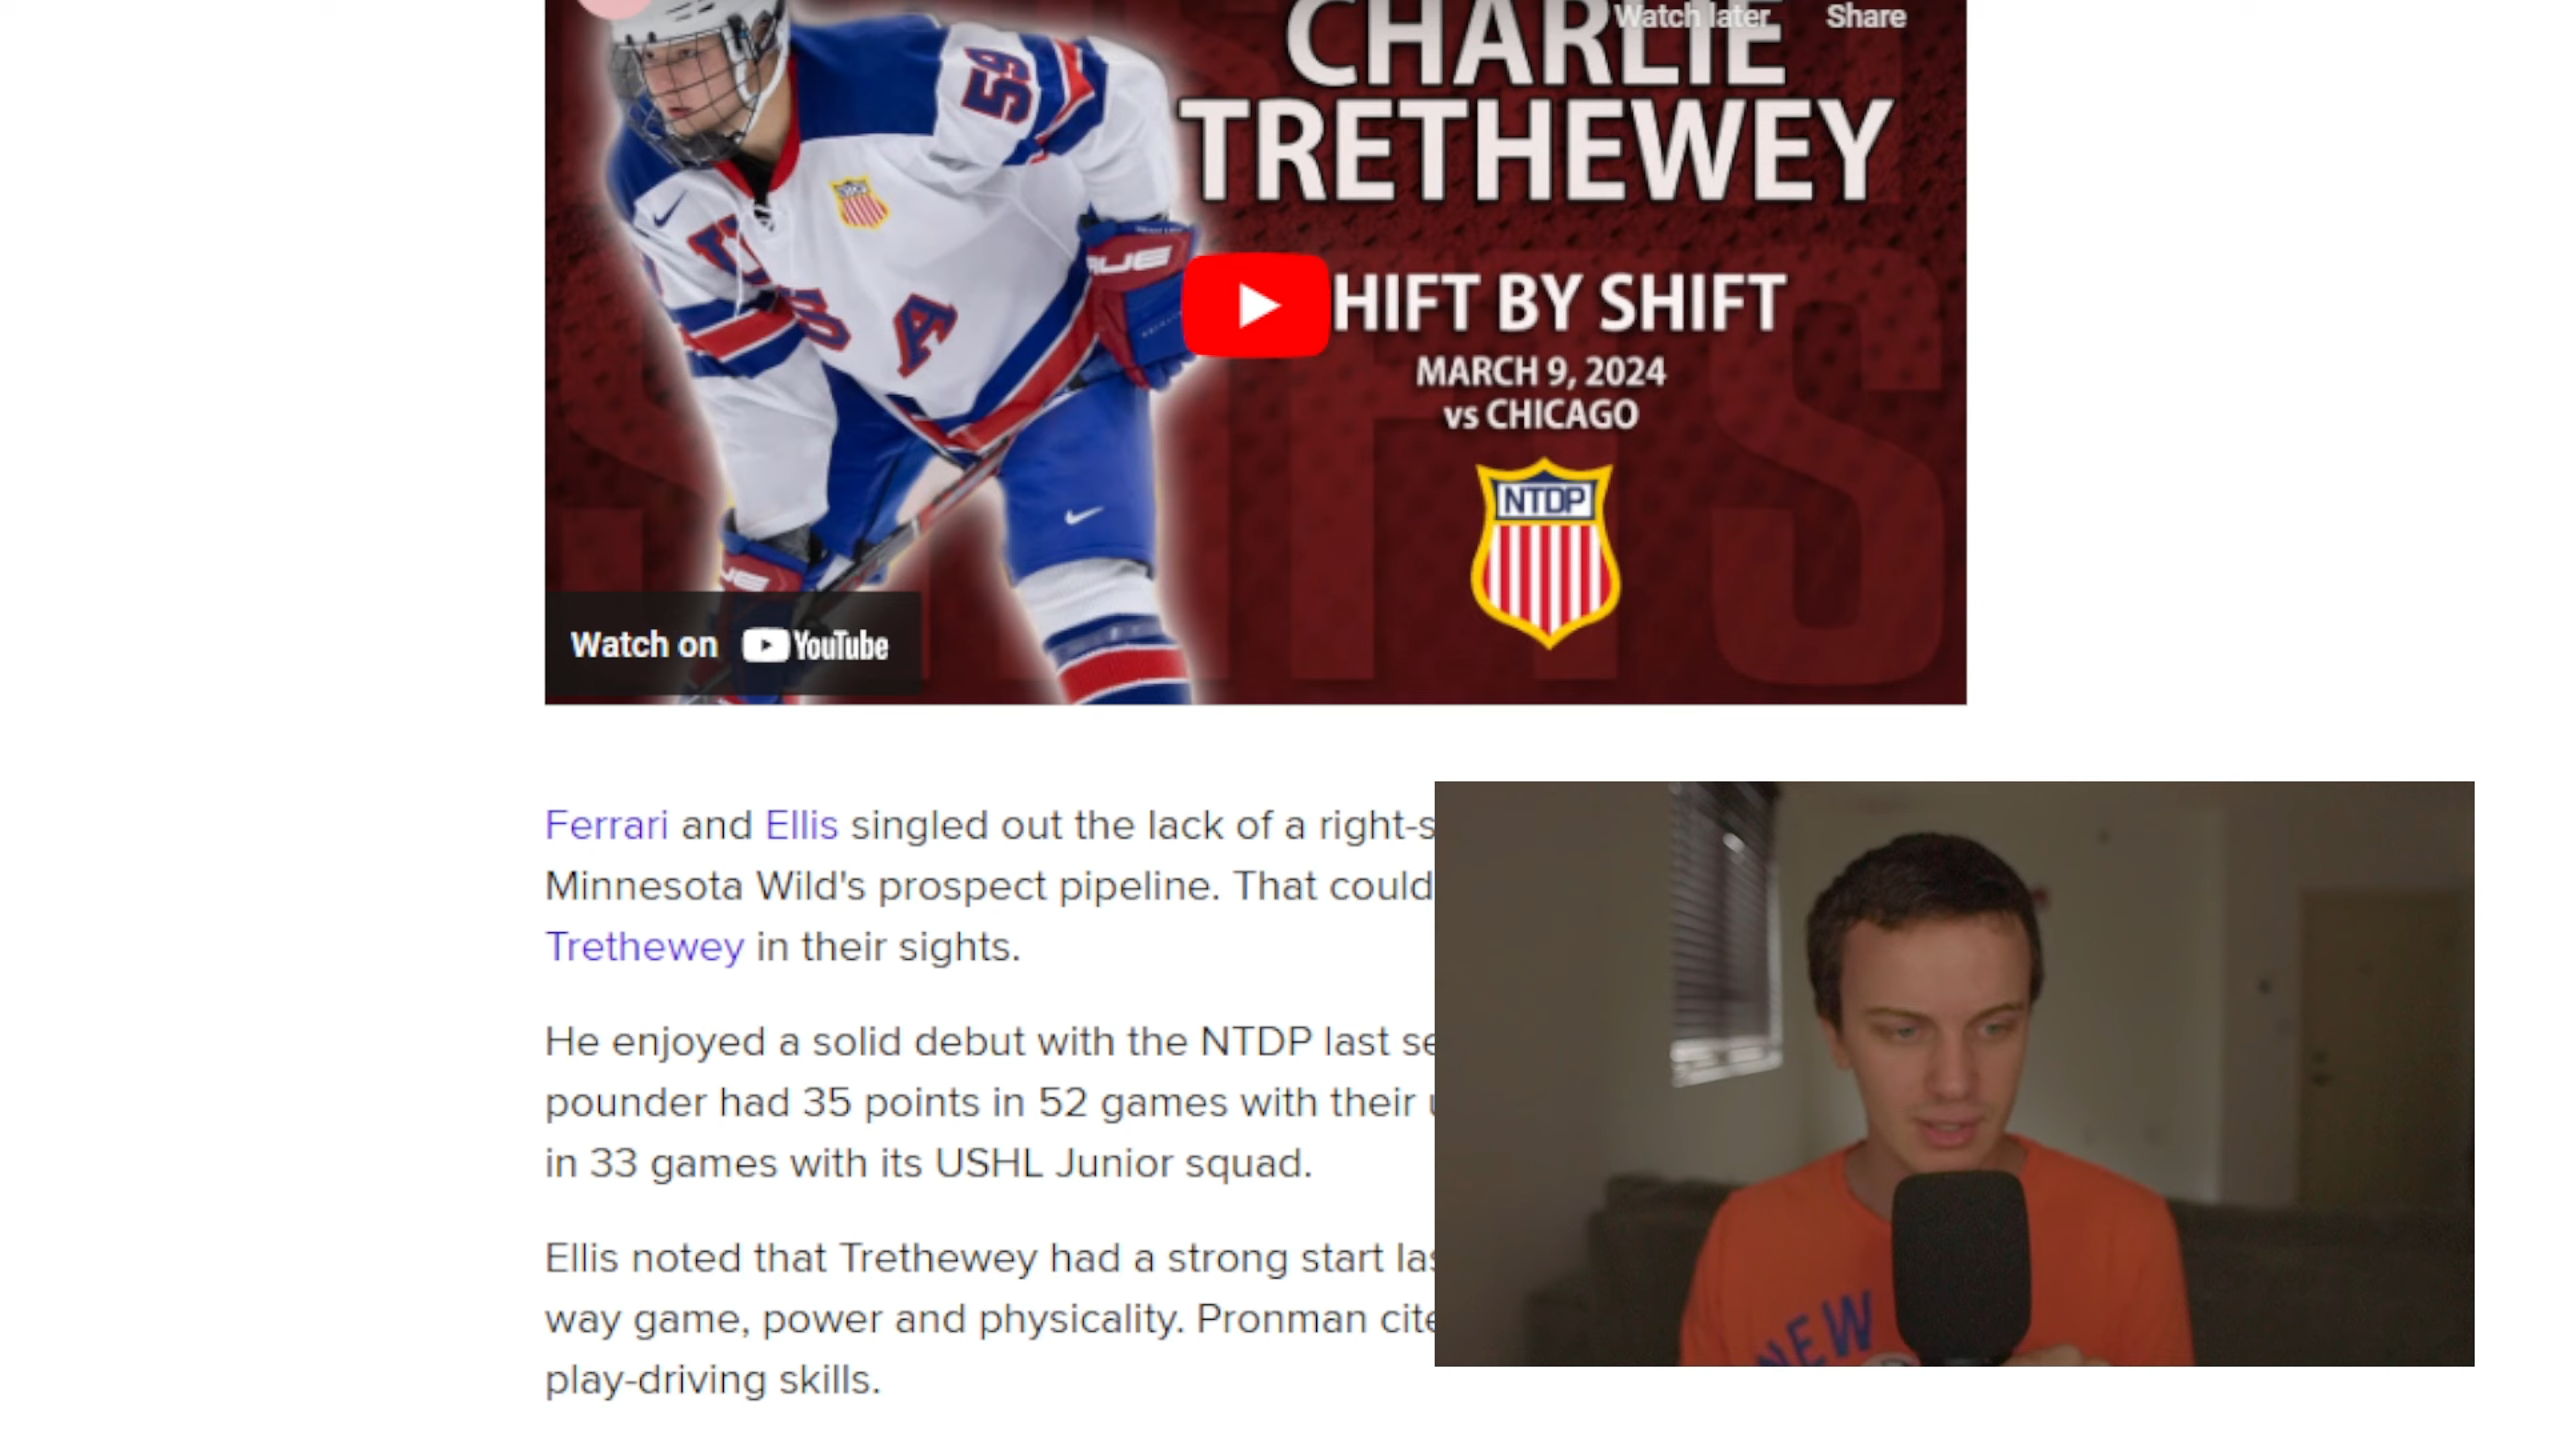 Watch later Share
CHARLIE
TRETHEWEY
59
USA
HIFT BY SHIFT
MARCH 9, 2024
vs CHICAGO
NTDP
Watch on YouTube
Ferrari and Ellis singled out the lack of a right-s
Minnesota Wild's prospect pipeline. That could
Trethewey in their sights.
He enjoyed a solid debut with the NTDP last se
pounder had 35 points in 52 games with their
in 33 games with its USHL Junior squad.
Ellis noted that Trethewey had a strong start las
way game, power and physicality. Pronman cite
play-driving skills.
NEW